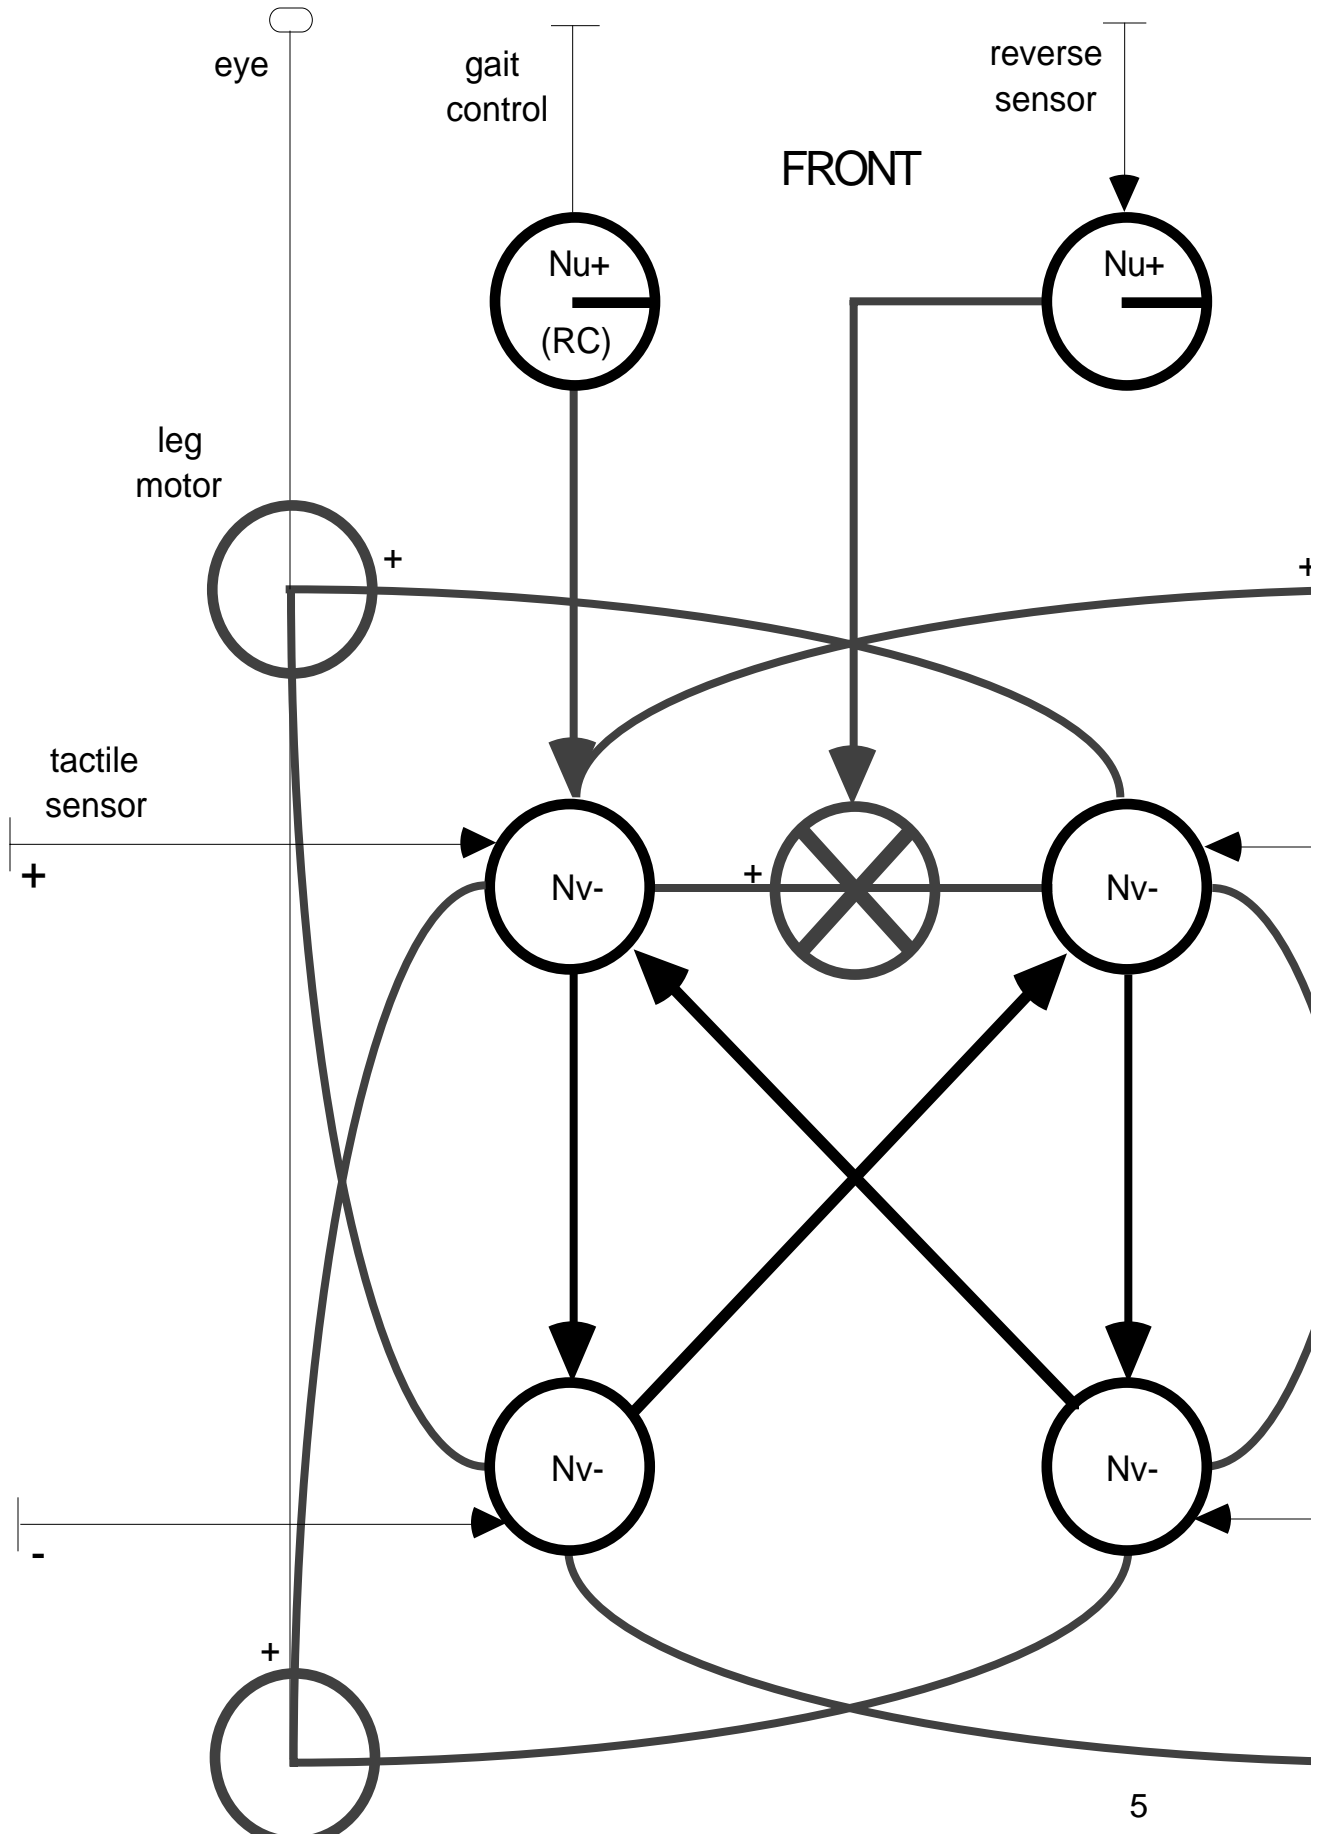 eye
gait
control
reverse
sensor
FRONT
Nu+
(RC)
Nu+
leg
motor
+
+
tactile
sensor
+
Nv-
+
Nv-
Nv-
Nv-
-
+
5